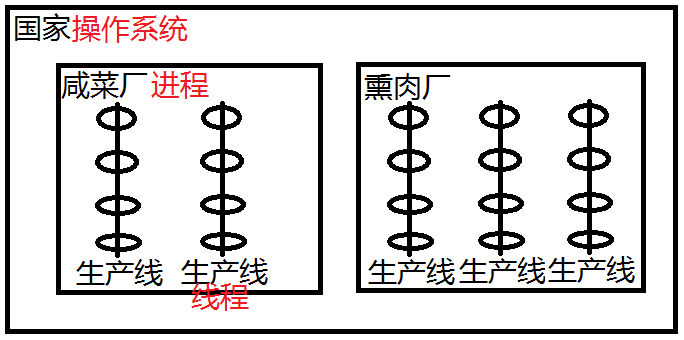 国家操作系统
咸菜厂 进程
熏肉厂
生产线 生产线
线程
生产线 生产线 生产线